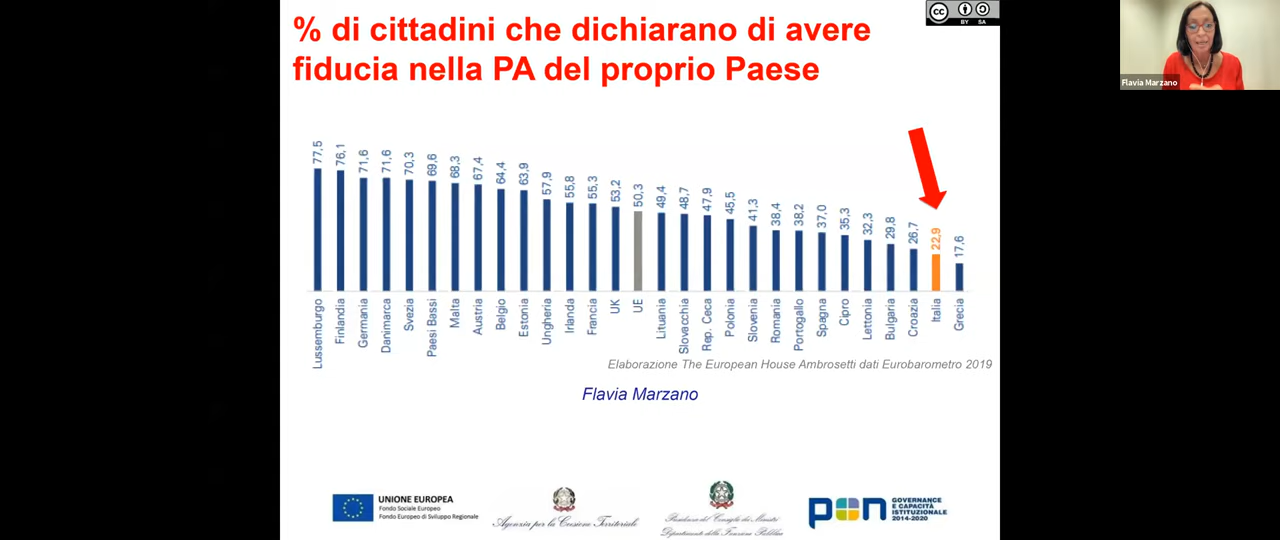 % di cittadini che dichiarano di avere
fiducia nella PA del proprio Paese
cc
BY SA
Flavia Marzano
77,5
76,1
71,6
71,6
70,3
69,6
68,3
67,4
64,4
63,9
57,9
55,8
55,3
53,2
50,3
49,4
48,7
47,9
45,5
41,3
38,4
38,2
37,0
35,3
32,3
29,8
26,7
22,9
17,6
Lussemburgo
Finlandia
Germania
Danimarca
Svezia
Paesi Bassi
Malta
Austria
Belgio
Estonia
Ungheria
Irlanda
Francia
UK
UE
Lituania
Slovacchia
Rep. Ceca
Polonia
Slovenia
Romania
Portogallo
Spagna
Cipro
Lettonia
Bulgaria
Croazia
Italia
Grecia
Elaborazione The European House Ambrosetti dati Eurobarometro 2019
Flavia Marzano
UNIONE EUROPEA
Fondo Sociale Europeo
Fondo Europeo di Sviluppo Regionale
Agenzia per la Coesione Territoriale
Presidenza del Consiglio dei Ministri
Dipartimento della Funzione Pubblica
pon
GOVERNANCE
E CAPACITÀ
ISTITUZIONALE
2014-2020